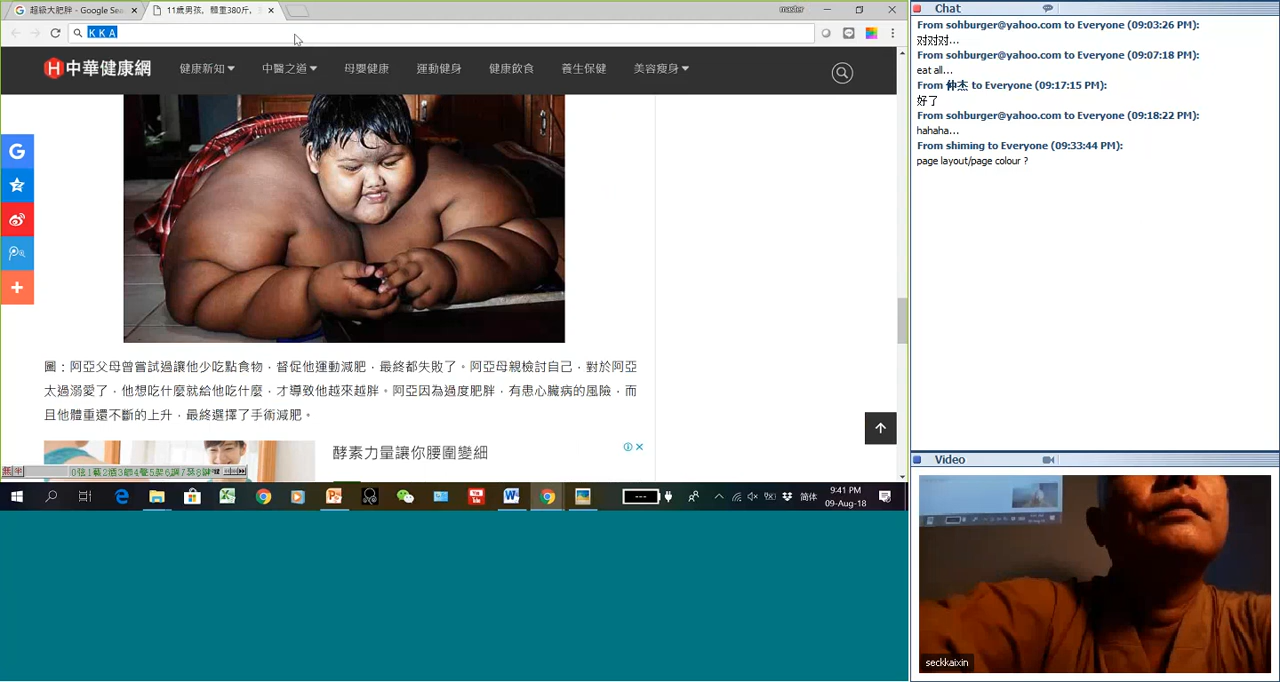 超級大肥胖 - Google Sea
11歲男孩，體重380斤，
master
K K A
中華健康網
健康新知
中醫之道
母嬰健康
運動健身
健康飲食
養生保健
美容瘦身
圖：阿亞父母曾嘗試過讓他少吃點食物，督促他運動減肥，最終都失敗了。阿亞母親檢討自己，對於阿亞
太過溺愛了，他想吃什麼就給他吃什麼，才導致他越來越胖。阿亞因為過度肥胖，有患心臟病的風險，而
且他體重還不斷的上升，最終選擇了手術減肥。
酵素力量讓你腰圍變細
简体
9:41 PM
09-Aug-18
Chat
From sohburger@yahoo.com to Everyone (09:03:26 PM):
对对对...
From sohburger@yahoo.com to Everyone (09:07:18 PM):
eat all...
From 仲杰 to Everyone (09:17:15 PM):
好了
From sohburger@yahoo.com to Everyone (09:18:22 PM):
hahaha...
From shiming to Everyone (09:33:44 PM):
page layout/page colour ?
Video
seckkaixin